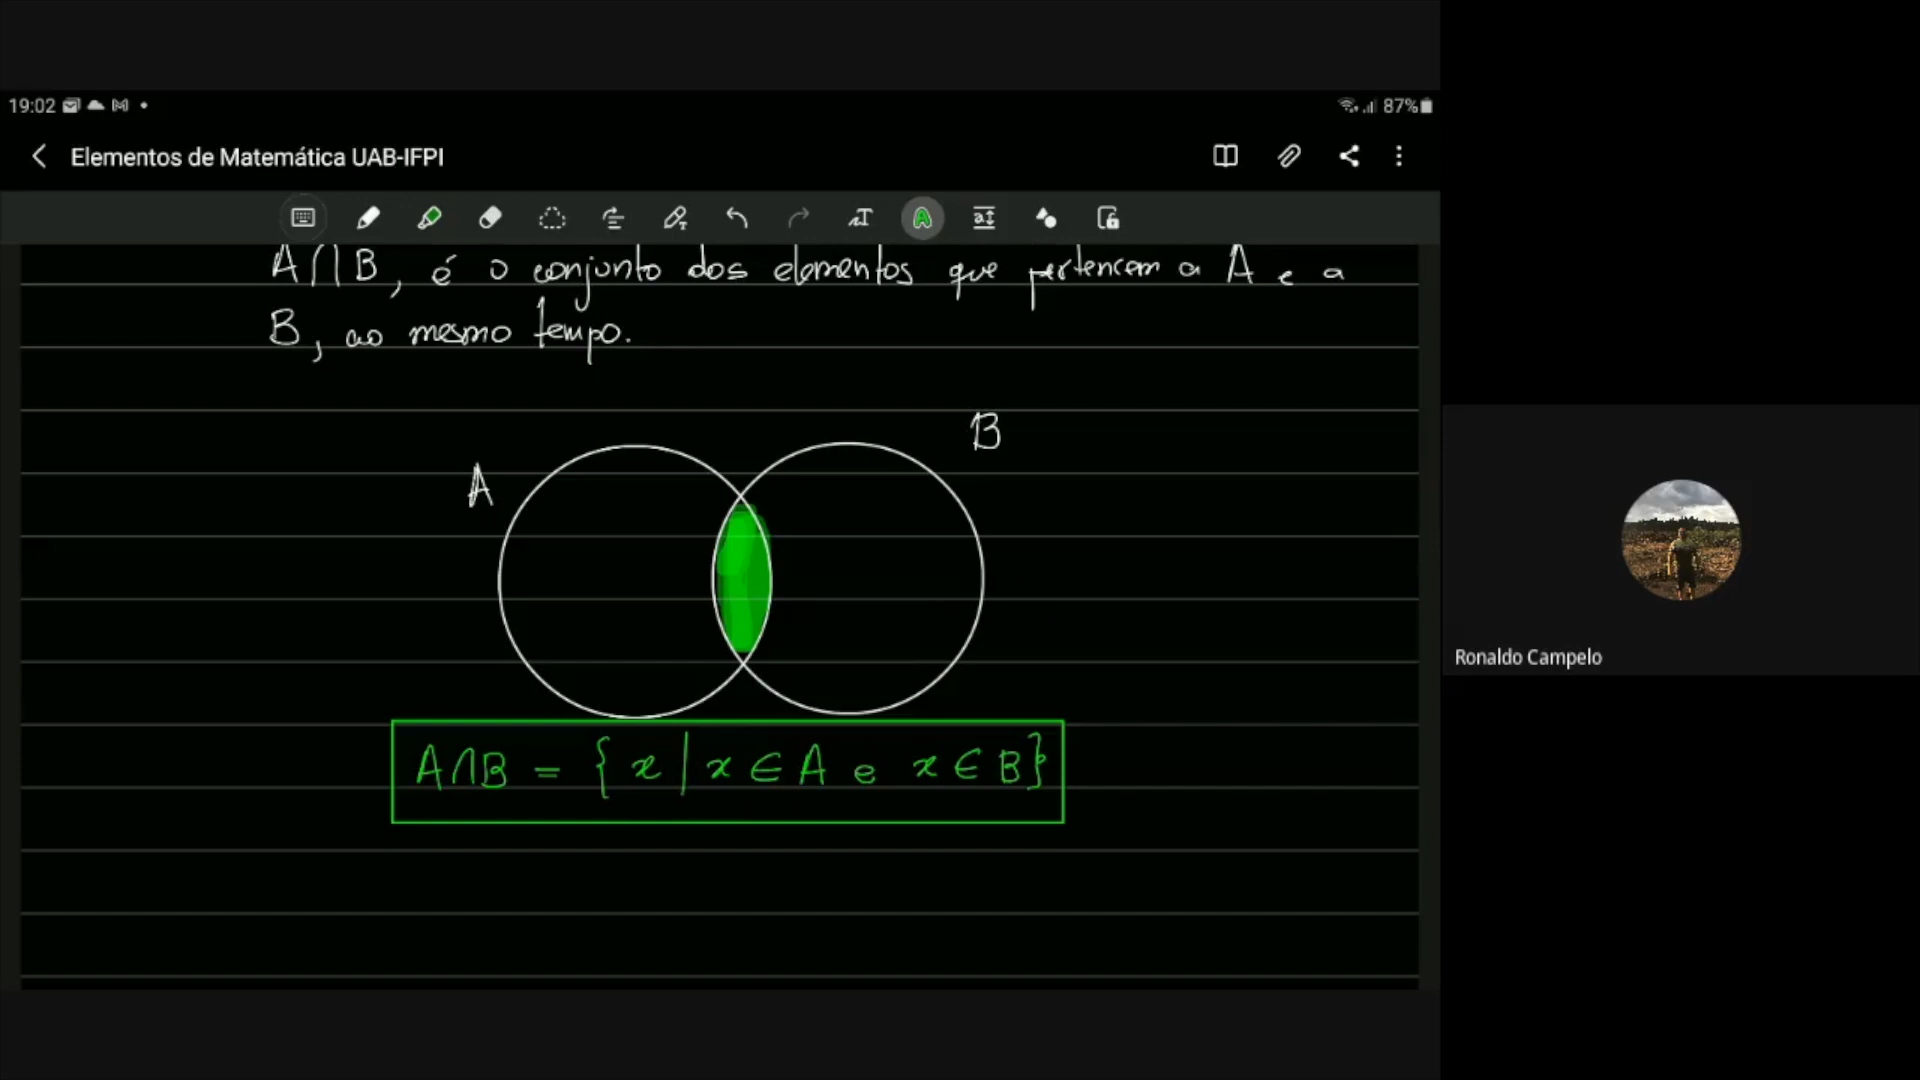 19:02
87%
Elementos de Matemática UAB-IFPI
A∩B, é o conjunto dos elementos que pertencem a A e a
B, ao mesmo tempo.
A
B
A∩B = { x | x ∈ A e x ∈ B}
Ronaldo Campelo